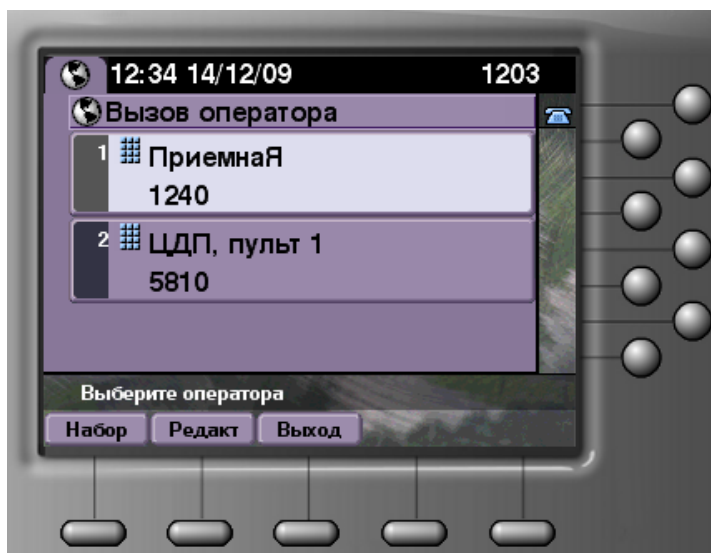 12:34 14/12/09 1203
Вызов оператора
1 ПриемнаЯ
1240
2 ЦДП, пульт 1
5810
Выберите оператора
Набор Редакт Выход